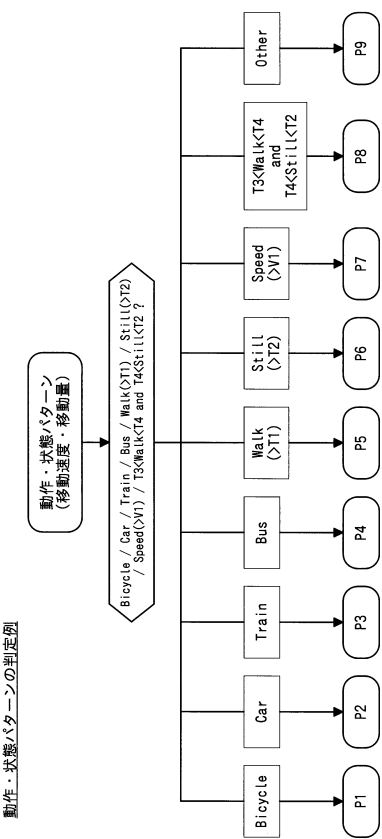 動作・状態パターンの判定例
動作・状態パターン
(移動速度・移動量)
Bicycle / Car / Train / Bus / Walk(>T1) / Still(>T2)
/ Speed(>V1) / T3<Walk<T4 and T4<Still<T2 ?
Bicycle
Car
Train
Bus
Walk
(>T1)
Still
(>T2)
Speed
(>V1)
T3<Walk<T4
and
T4<Still<T2
Other
P1
P2
P3
P4
P5
P6
P7
P8
P9